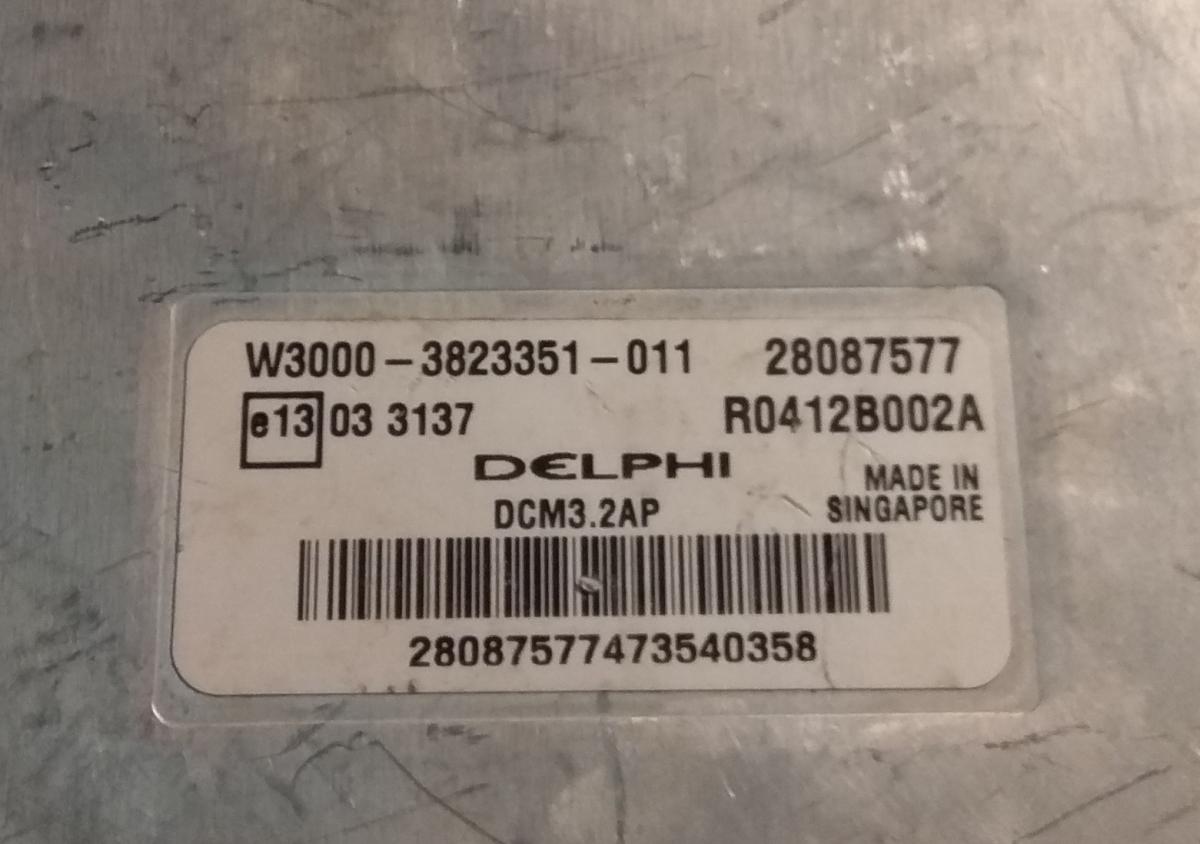 W3000-3823351-011 28087577
e13 03 3137 R0412B002A
DELPHI
MADE IN
DCM3.2AP SINGAPORE
28087577473540358